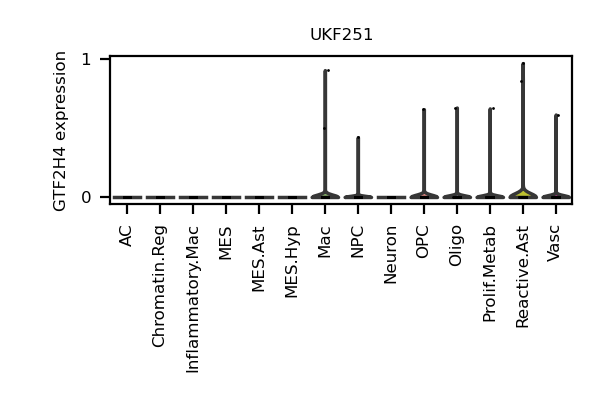 UKF251
GTF2H4 expression
1
0
AC
Chromatin.Reg
Inflammatory.Mac
MES
MES.Ast
MES.Hyp
Mac
NPC
Neuron
OPC
Oligo
Prolif.Metab
Reactive.Ast
Vasc